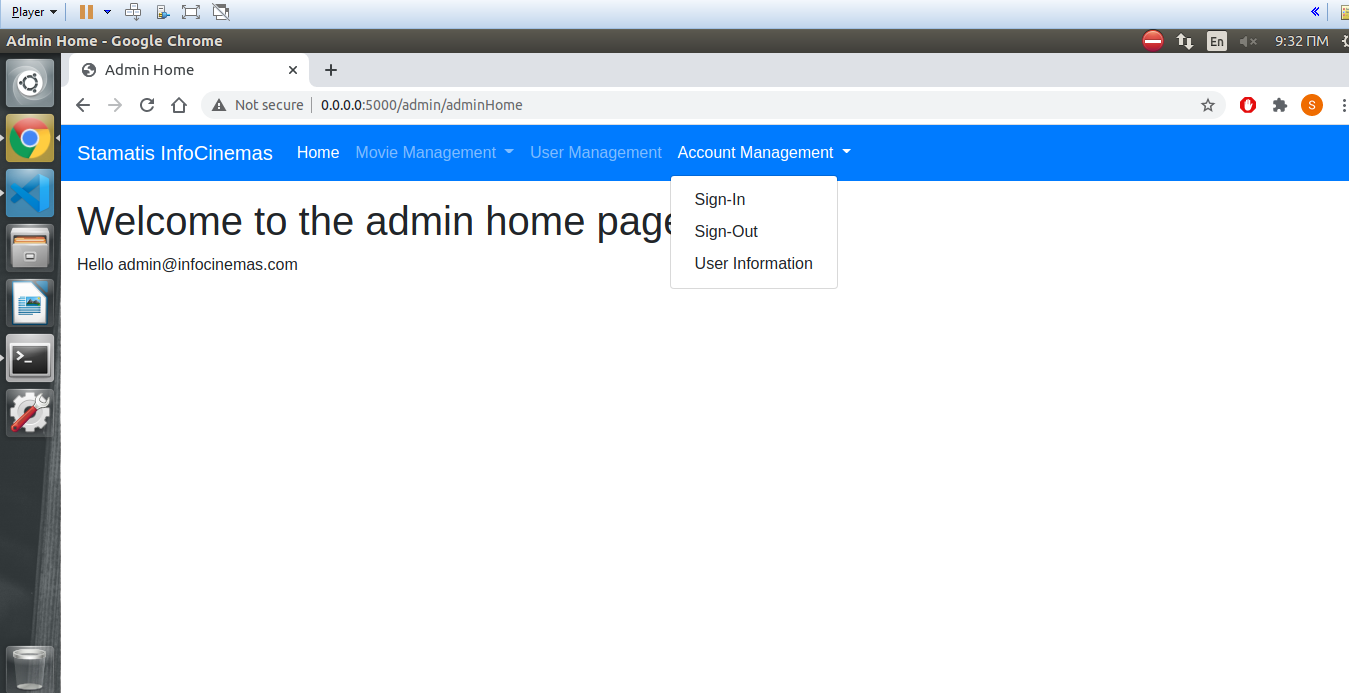 Player
Admin Home - Google Chrome
En
9:32 ΠΜ
Admin Home
Not secure
0.0.0.0:5000/admin/adminHome
S
Stamatis InfoCinemas Home Movie Management User Management Account Management
Sign-In
Sign-Out
User Information
Welcome to the admin home page
Hello admin@infocinemas.com